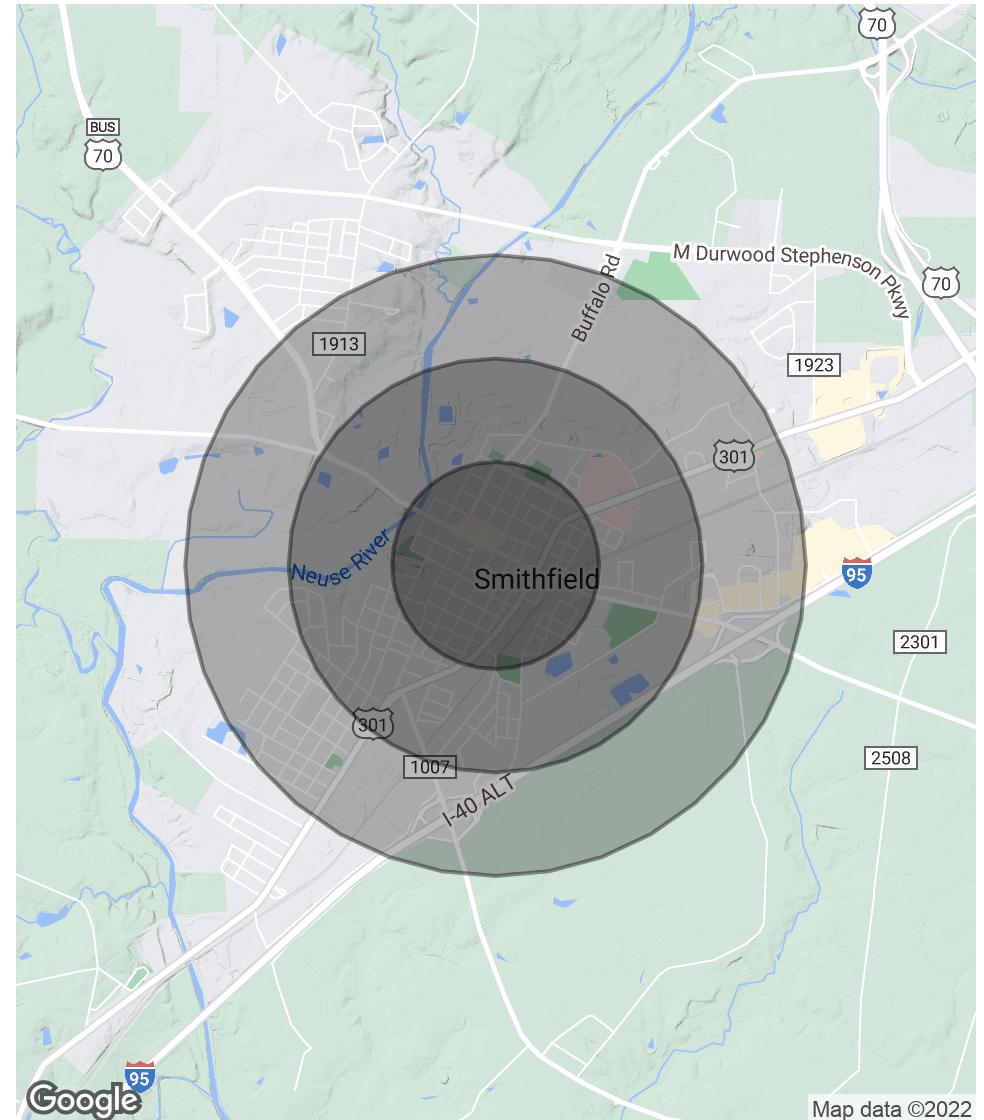 70
BUS
70
M Durwood Stephenson Pkwy
70
Buffalo Rd
1913
1923
301
Neuse River
Smithfield
95
2301
301
1007
2508
I-40 ALT
95
Google
Map data ©2022